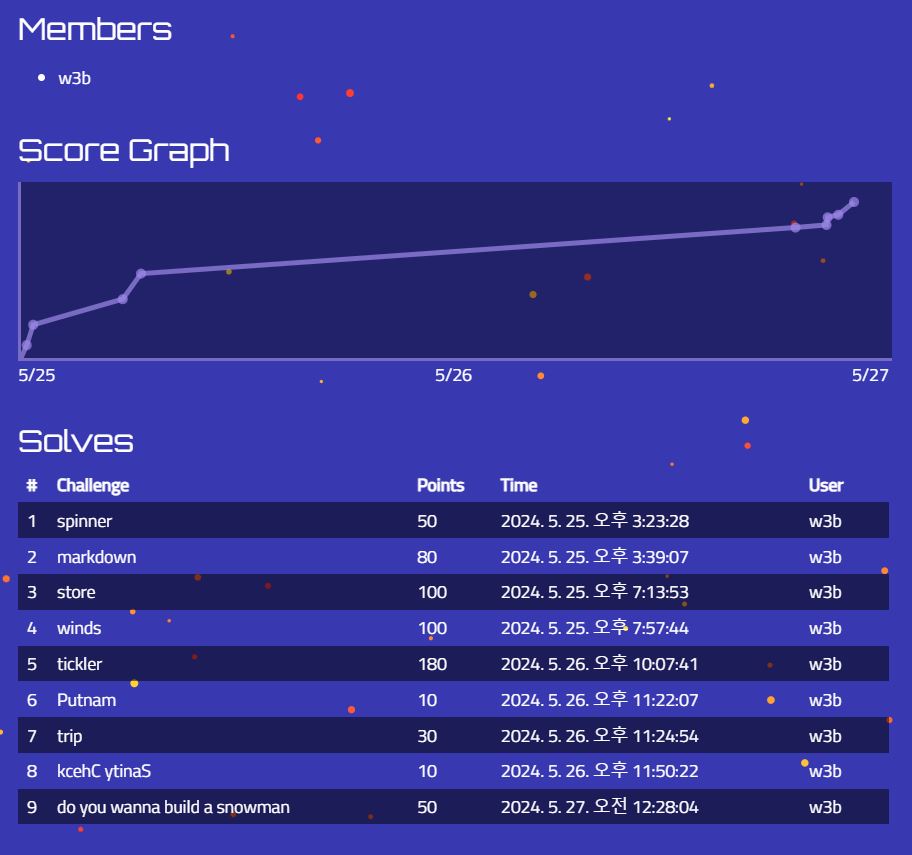 Members
w3b
Score Graph
5/25 5/26 5/27
Solves
# Challenge Points Time User
1 spinner 50 2024. 5. 25. 오후 3:23:28 w3b
2 markdown 80 2024. 5. 25. 오후 3:39:07 w3b
3 store 100 2024. 5. 25. 오후 7:13:53 w3b
4 winds 100 2024. 5. 25. 오후 7:57:44 w3b
5 tickler 180 2024. 5. 26. 오후 10:07:41 w3b
6 Putnam 10 2024. 5. 26. 오후 11:22:07 w3b
7 trip 30 2024. 5. 26. 오후 11:24:54 w3b
8 kcehC ytinaS 10 2024. 5. 26. 오후 11:50:22 w3b
9 do you wanna build a snowman 50 2024. 5. 27. 오전 12:28:04 w3b